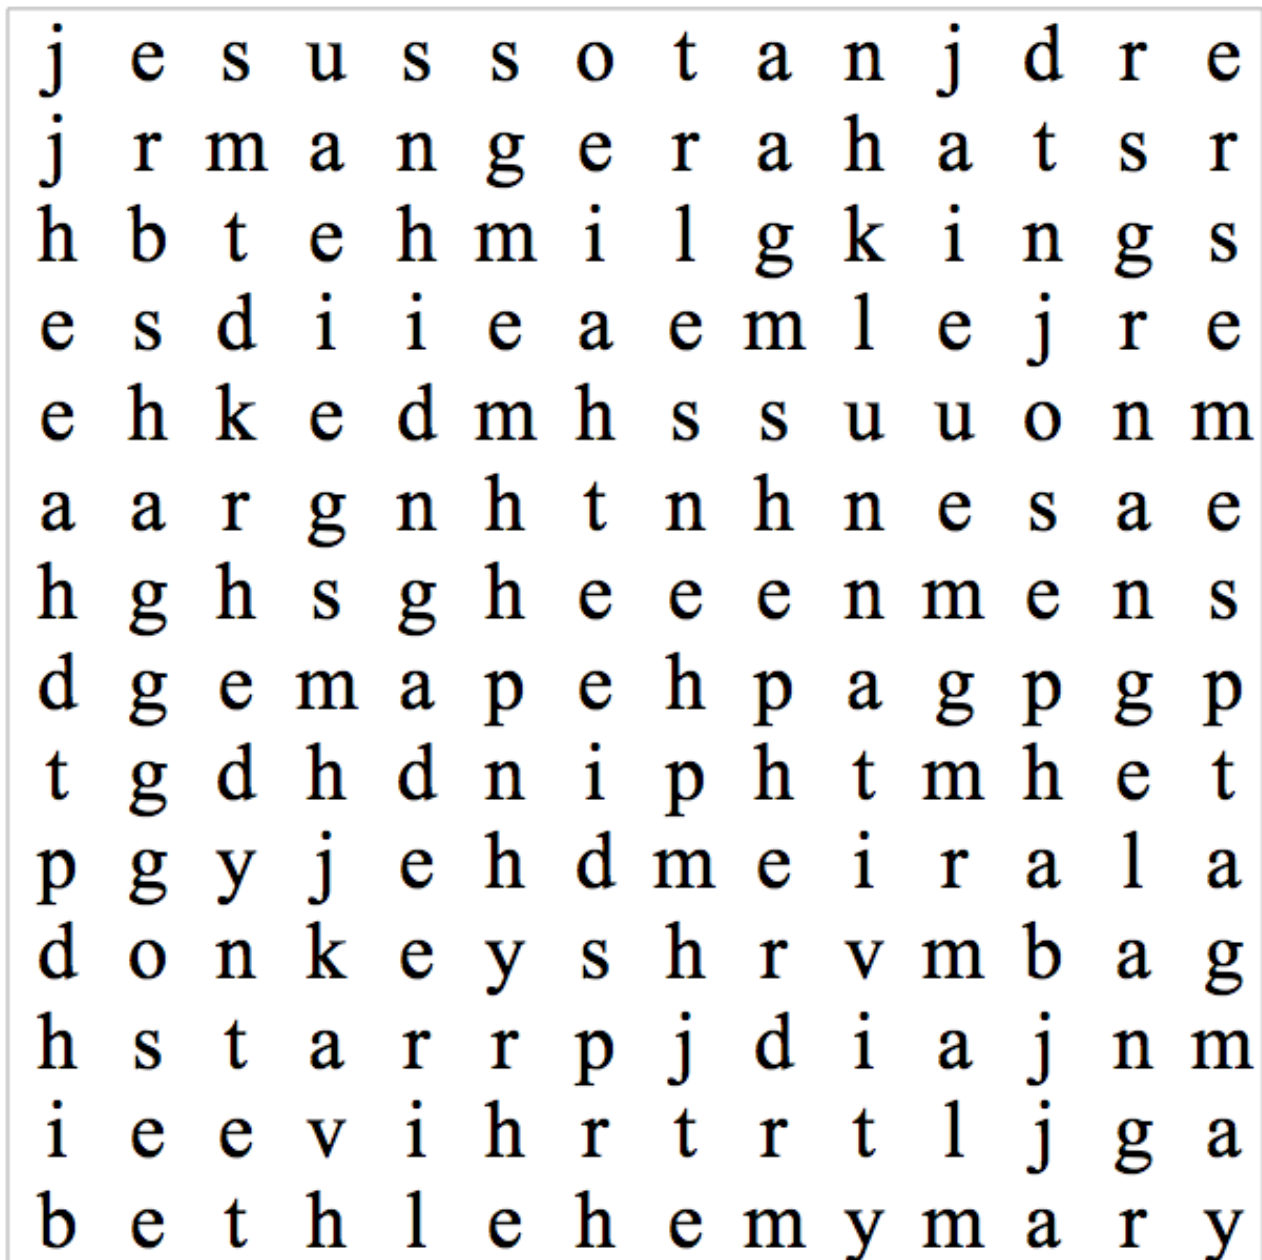 j e s u s s o t a n j d r e
j r m a n g e r a h a t s r
h b t e h m i l g k i n g s
e s d i i e a e m l e j r e
e h k e d m h s s u u o n m
a a r g n h t n h n e s a e
h g h s g h e e e n m e n s
d g e m a p e h p a g p g p
t g d h d n i p h t m h e t
p g y j e h d m e i r a l a
d o n k e y s h r v m b a g
h s t a r r p j d i a j n m
i e e v i h r t r t l j g a
b e t h l e h e m y m a r y